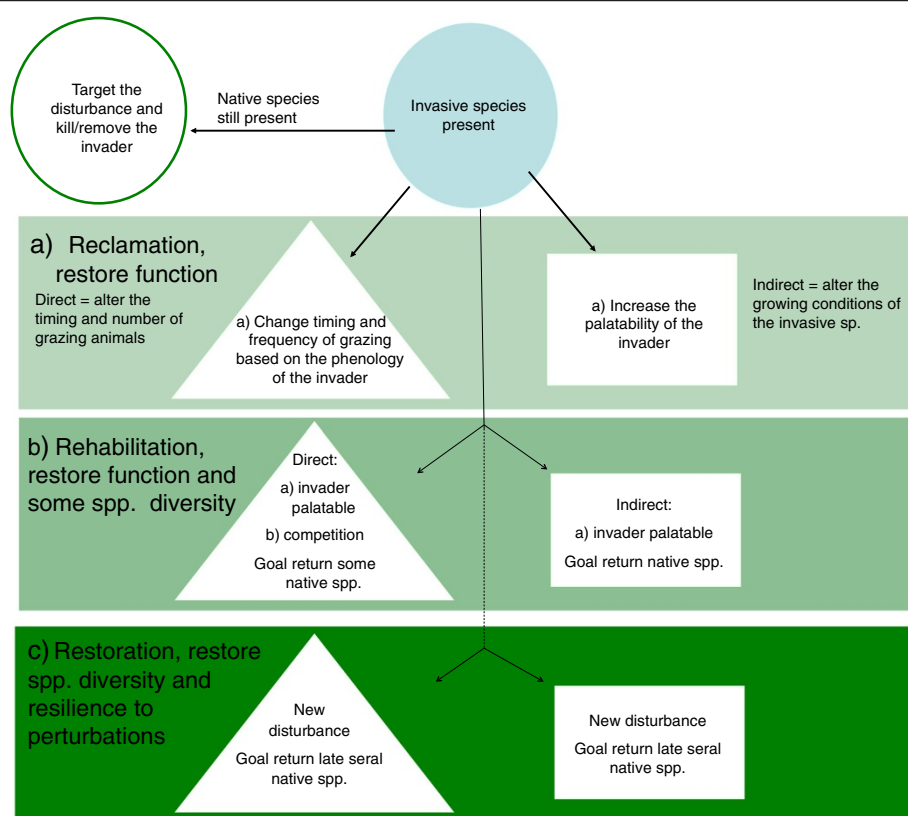 Target the
disturbance and
kill/remove the
invader
Native species
still present
Invasive species
present
a) Reclamation,
restore function
Direct = alter the
timing and number of
grazing animals
a) Change timing and
frequency of grazing
based on the phenology
of the invader
a) Increase the
palatability of the
invader
Indirect = alter the
growing conditions of
the invasive sp.
b) Rehabilitation,
restore function and
some spp. diversity
Direct:
a) invader
palatable
b) competition
Goal return some
native spp.
Indirect:
a) invader palatable
Goal return native spp.
c) Restoration, restore
spp. diversity and
resilience to
perturbations
New
disturbance
Goal return late seral
native spp.
New disturbance
Goal return late seral
native spp.